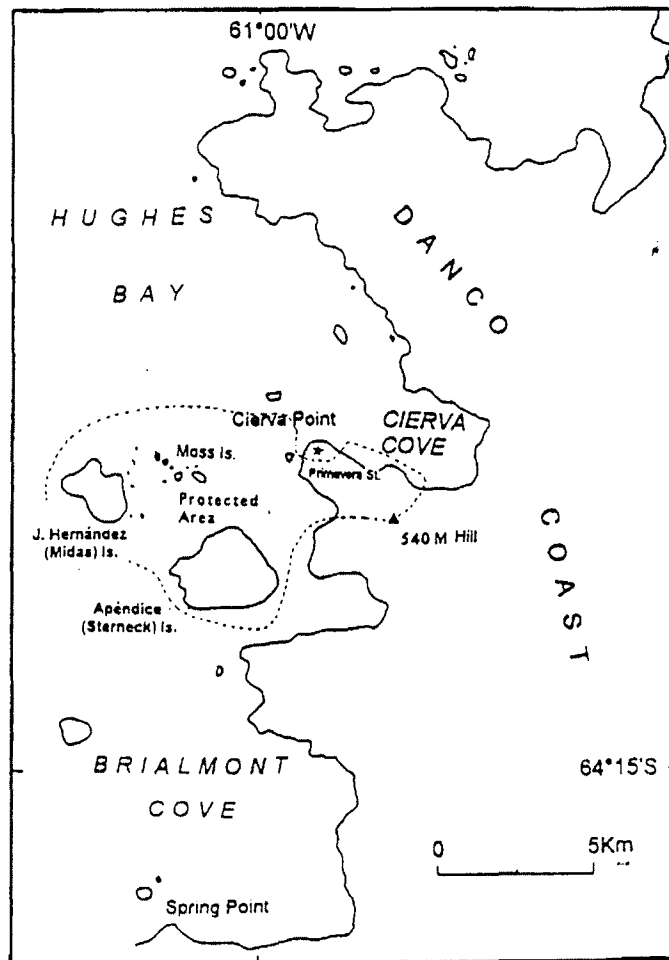 61°00'W
HUGHES
BAY
DANCO
Cierva Point
CIERVA
COVE
Moss Is.
Primavera St.
Protected
Area
J. Hernández
(Midas) Is.
540 M Hill
COAST
Apéndice
(Sterneck) Is.
BRIALMONT
COVE
64°15'S
0 5Km
Spring Point